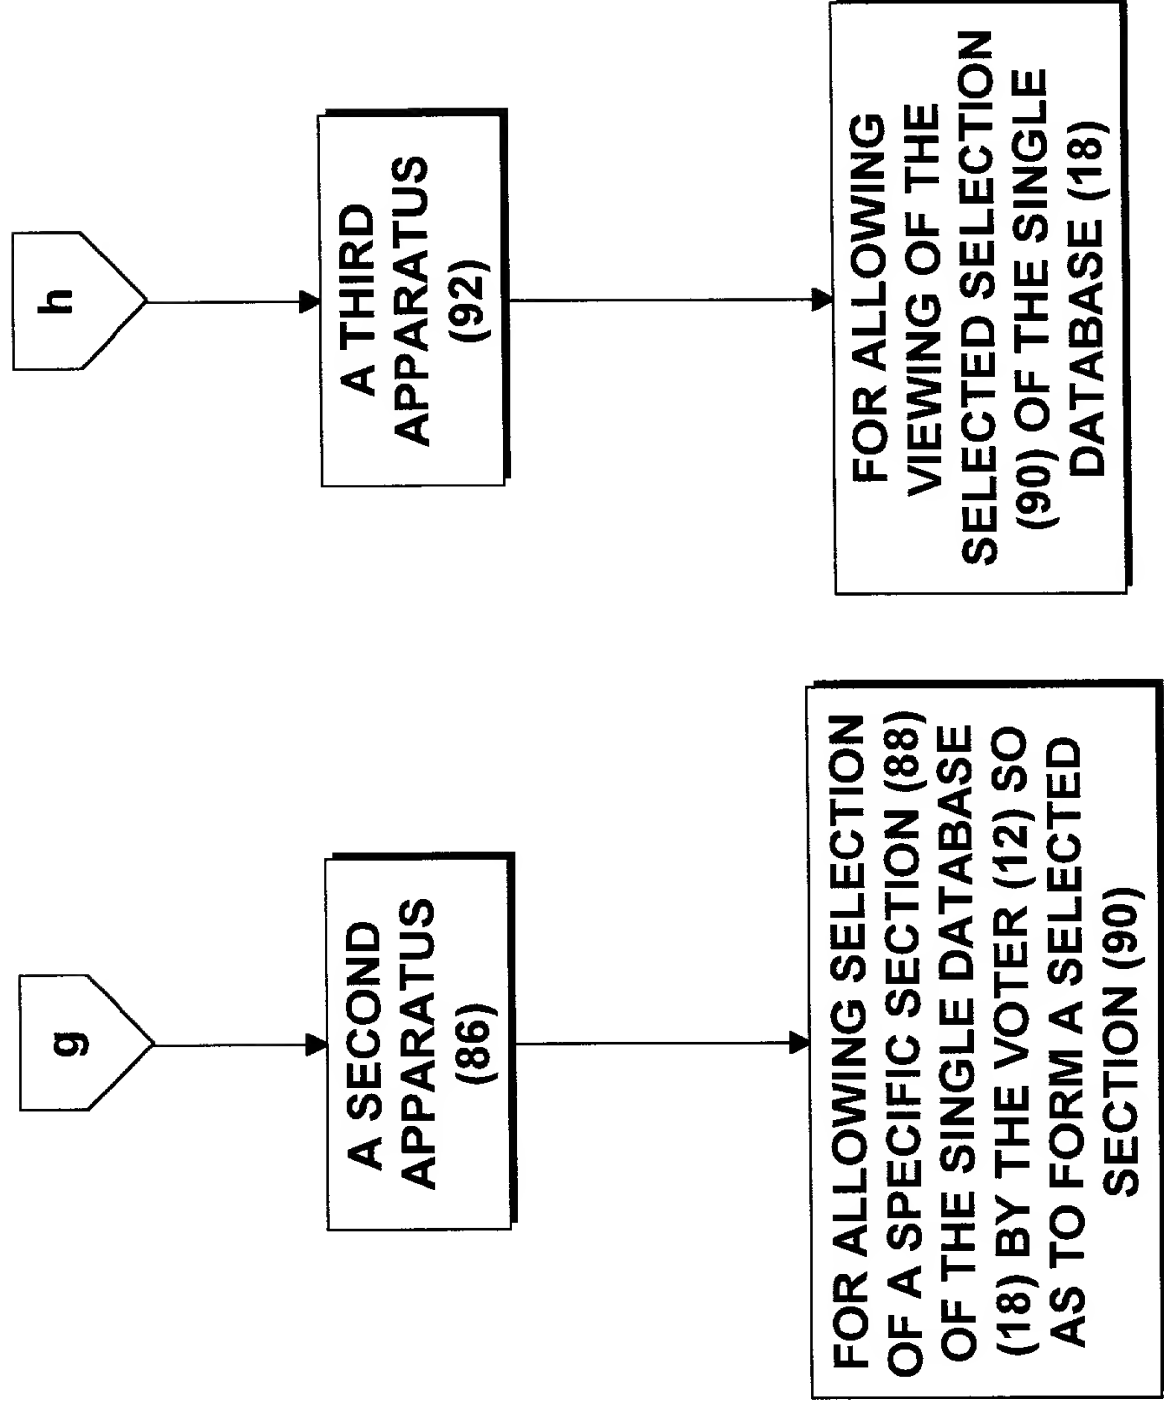 g
A SECOND
APPARATUS
(86)
FOR ALLOWING SELECTION
OF A SPECIFIC SECTION (88)
OF THE SINGLE DATABASE
(18) BY THE VOTER (12) SO
AS TO FORM A SELECTED
SECTION (90)
h
A THIRD
APPARATUS
(92)
FOR ALLOWING
VIEWING OF THE
SELECTED SELECTION
(90) OF THE SINGLE
DATABASE (18)